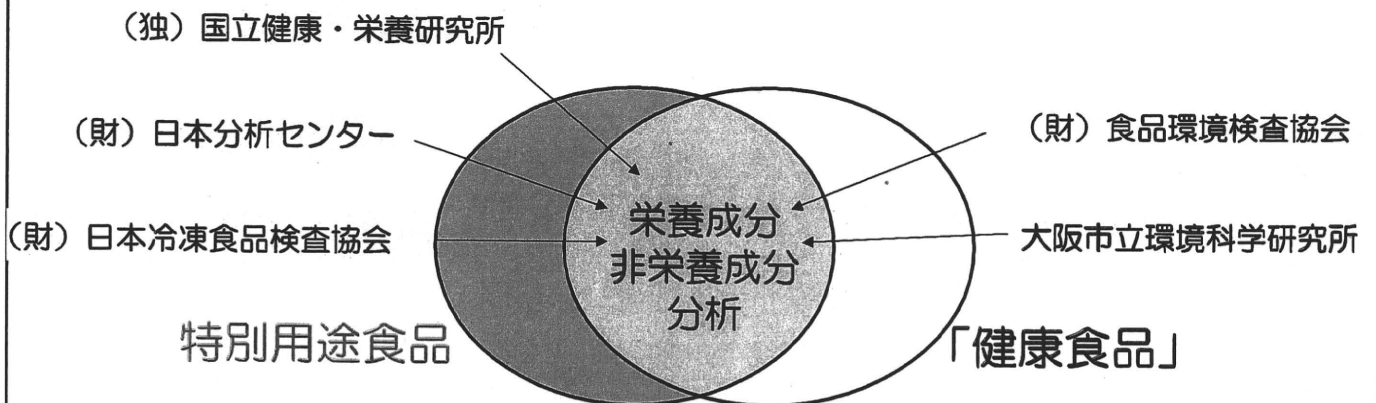 （独）国立健康・栄養研究所
（財）日本分析センター
（財）食品環境検査協会
（財）日本冷凍食品検査協会
大阪市立環境科学研究所
栄養成分
非栄養成分
分析
特別用途食品
「健康食品」